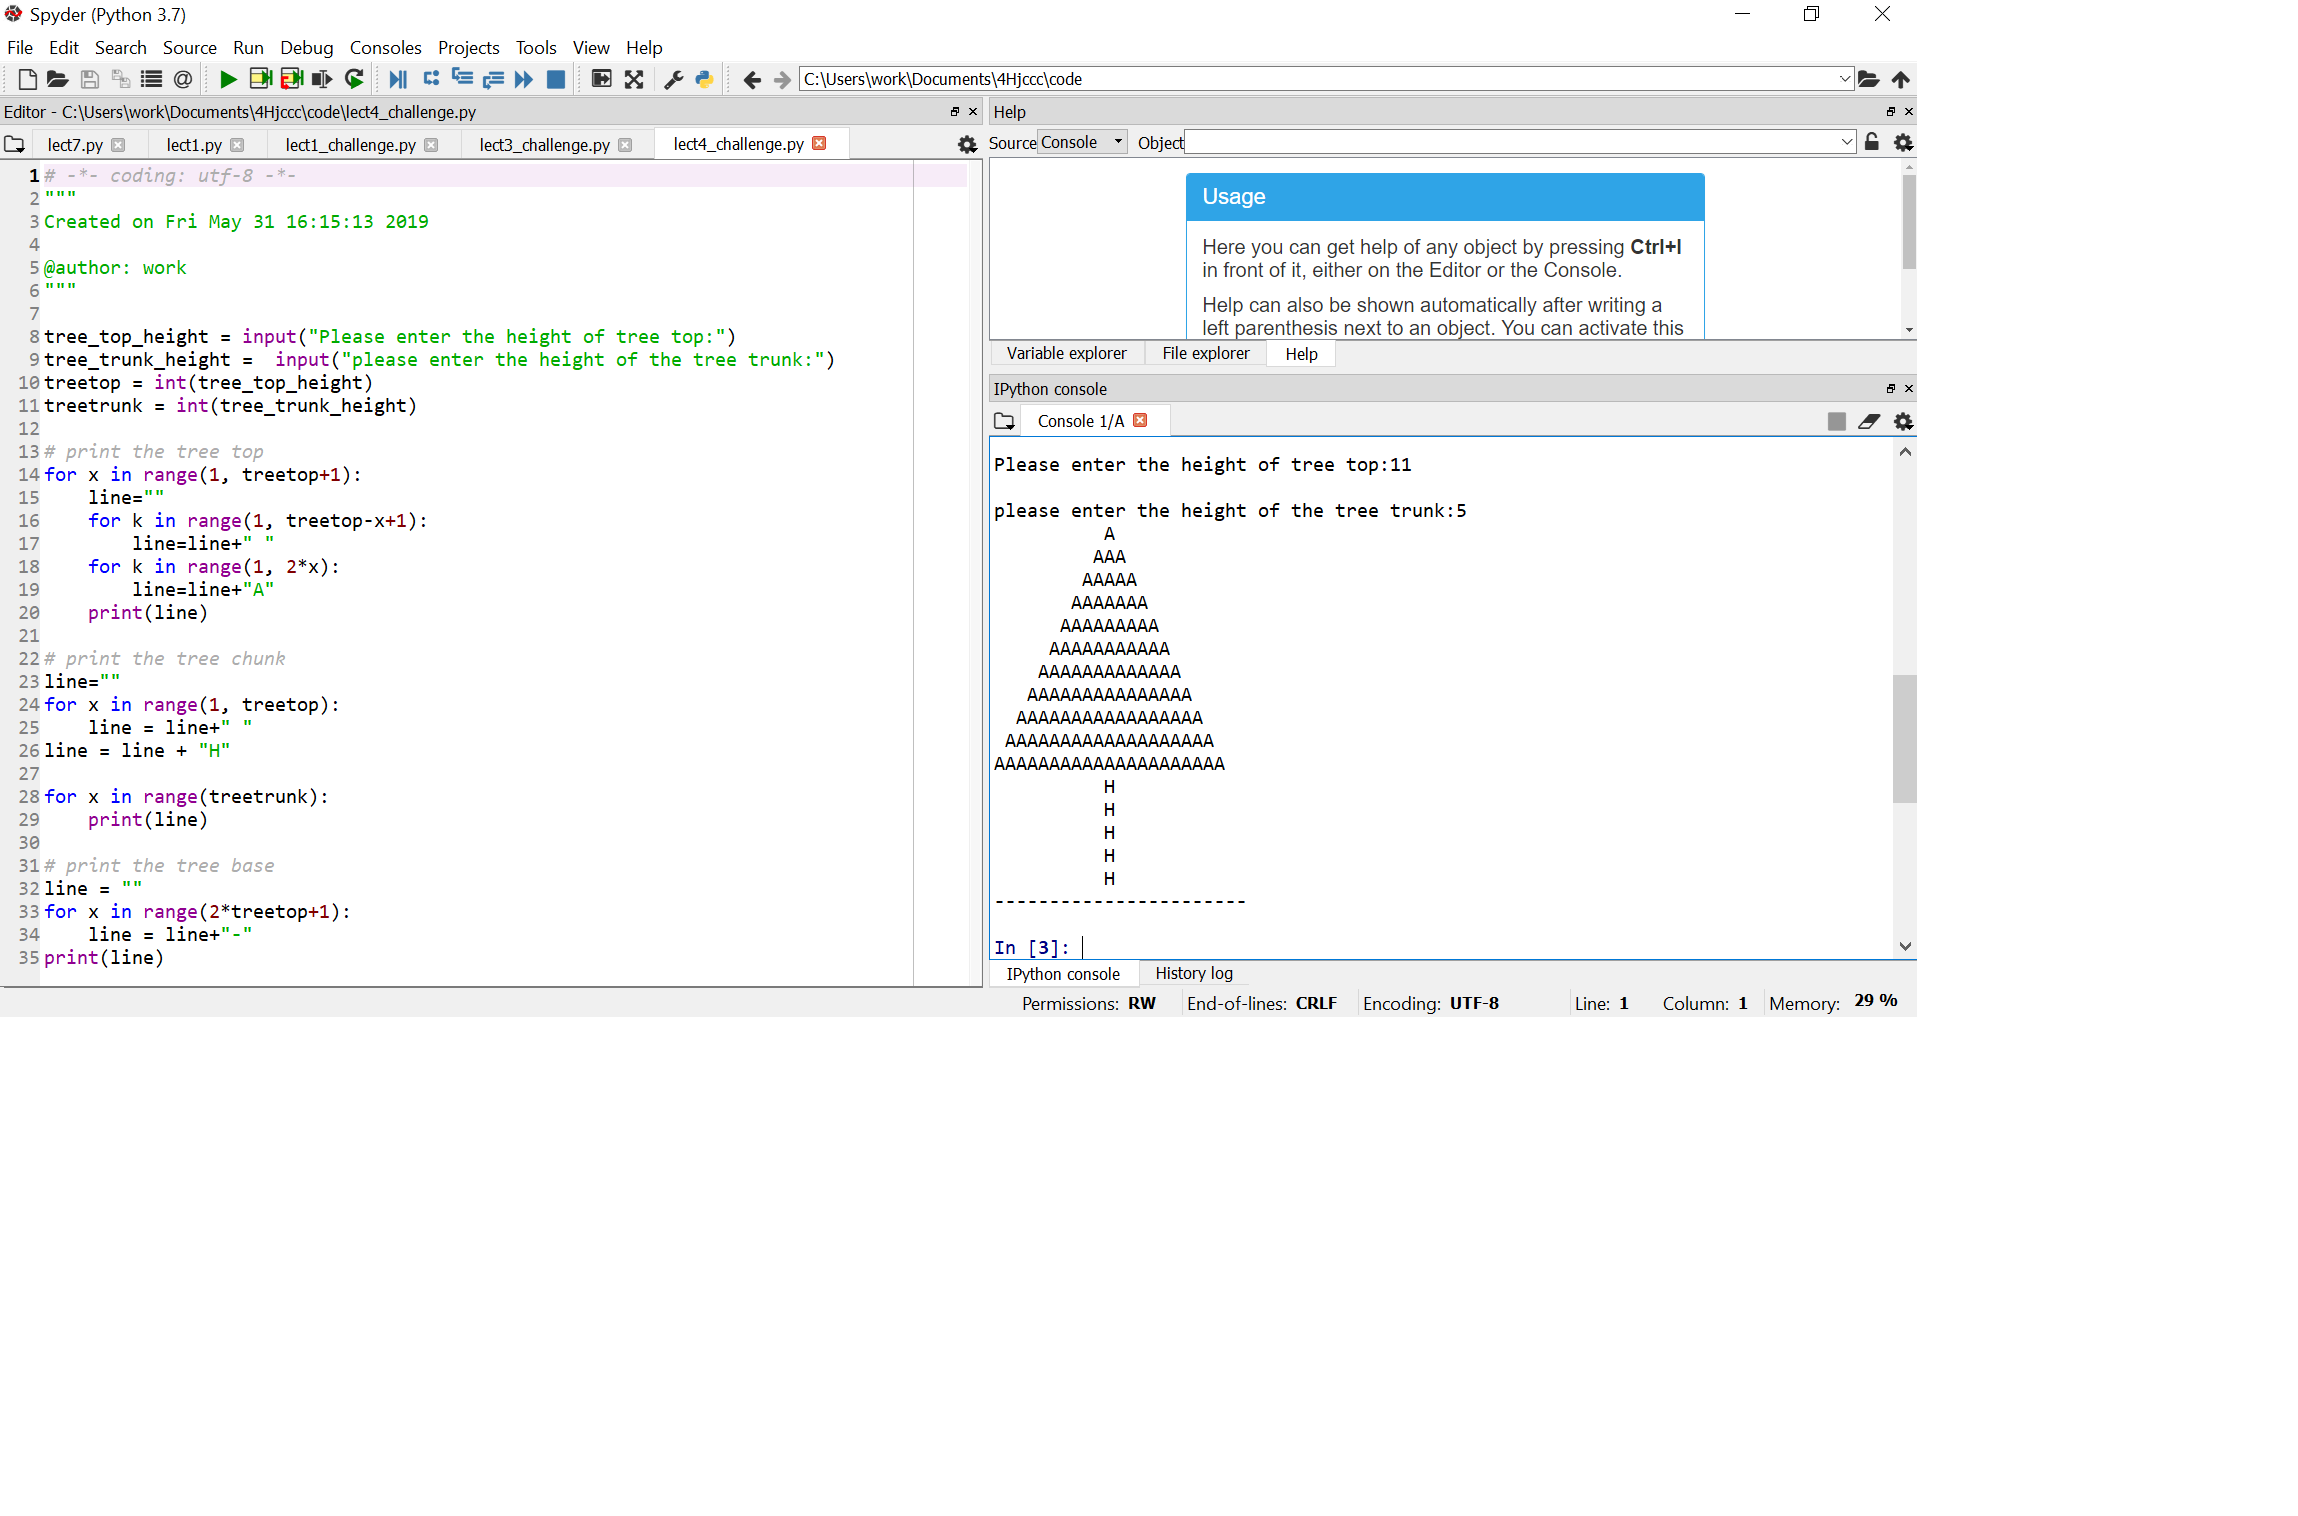 Spyder (Python 3.7)
File Edit Search Source Run Debug Consoles Projects Tools View Help
C:\Users\work\Documents\4Hjccc\code
Editor - C:\Users\work\Documents\4Hjccc\code\lect4_challenge.py
lect7.py lect1.py lect1_challenge.py lect3_challenge.py lect4_challenge.py
1 # -*- coding: utf-8 -*-
2 """
3 Created on Fri May 31 16:15:13 2019
4
5 @author: work
6 """
7
8 tree_top_height = input("Please enter the height of tree top:")
9 tree_trunk_height =  input("please enter the height of the tree trunk:")
10 treetop = int(tree_top_height)
11 treetrunk = int(tree_trunk_height)
12
13 # print the tree top
14 for x in range(1, treetop+1):
15     line=""
16     for k in range(1, treetop-x+1):
17         line=line+" "
18     for k in range(1, 2*x):
19         line=line+"A"
20     print(line)
21
22 # print the tree chunk
23 line=""
24 for x in range(1, treetop):
25     line = line+" "
26 line = line + "H"
27
28 for x in range(treetrunk):
29     print(line)
30
31 # print the tree base
32 line = ""
33 for x in range(2*treetop+1):
34     line = line+"-"
35 print(line)
Help
Source Console Object
Usage
Here you can get help of any object by pressing Ctrl+I
in front of it, either on the Editor or the Console.
Help can also be shown automatically after writing a
left parenthesis next to an object. You can activate this
Variable explorer File explorer Help
IPython console
Console 1/A
Please enter the height of tree top:11
please enter the height of the tree trunk:5
          A
         AAA
        AAAAA
       AAAAAAA
      AAAAAAAAA
     AAAAAAAAAAA
    AAAAAAAAAAAAA
   AAAAAAAAAAAAAAA
  AAAAAAAAAAAAAAAAA
 AAAAAAAAAAAAAAAAAAA
AAAAAAAAAAAAAAAAAAAAA
          H
          H
          H
          H
          H
-----------------------
In [3]:
IPython console History log
Permissions: RW End-of-lines: CRLF Encoding: UTF-8 Line: 1 Column: 1 Memory: 29 %